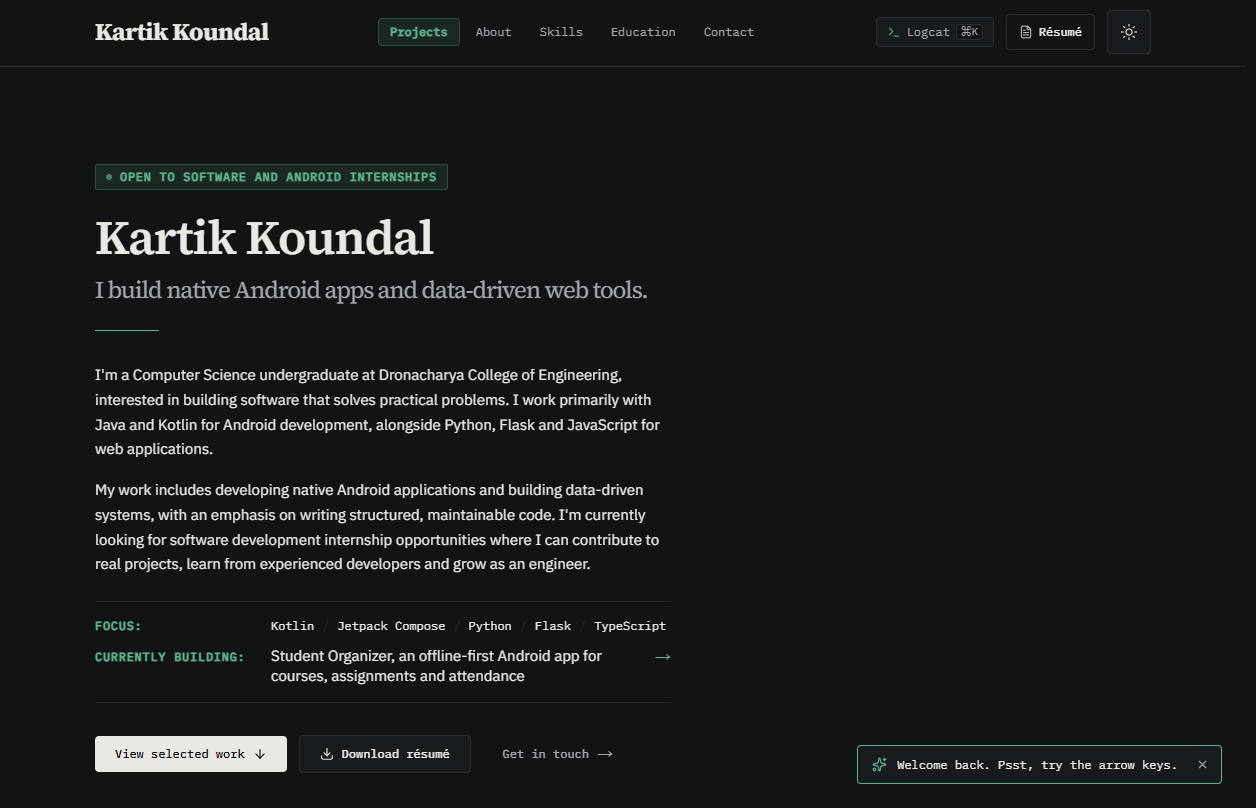 Kartik Koundal
Projects About Skills Education Contact
Logcat ⌘K Résumé
OPEN TO SOFTWARE AND ANDROID INTERNSHIPS
Kartik Koundal
I build native Android apps and data-driven web tools.
I'm a Computer Science undergraduate at Dronacharya College of Engineering,
interested in building software that solves practical problems. I work primarily with
Java and Kotlin for Android development, alongside Python, Flask and JavaScript for
web applications.
My work includes developing native Android applications and building data-driven
systems, with an emphasis on writing structured, maintainable code. I'm currently
looking for software development internship opportunities where I can contribute to
real projects, learn from experienced developers and grow as an engineer.
FOCUS: Kotlin / Jetpack Compose / Python / Flask / TypeScript
CURRENTLY BUILDING: Student Organizer, an offline-first Android app for →
courses, assignments and attendance
View selected work ↓ Download résumé Get in touch →
Welcome back. Psst, try the arrow keys. ×